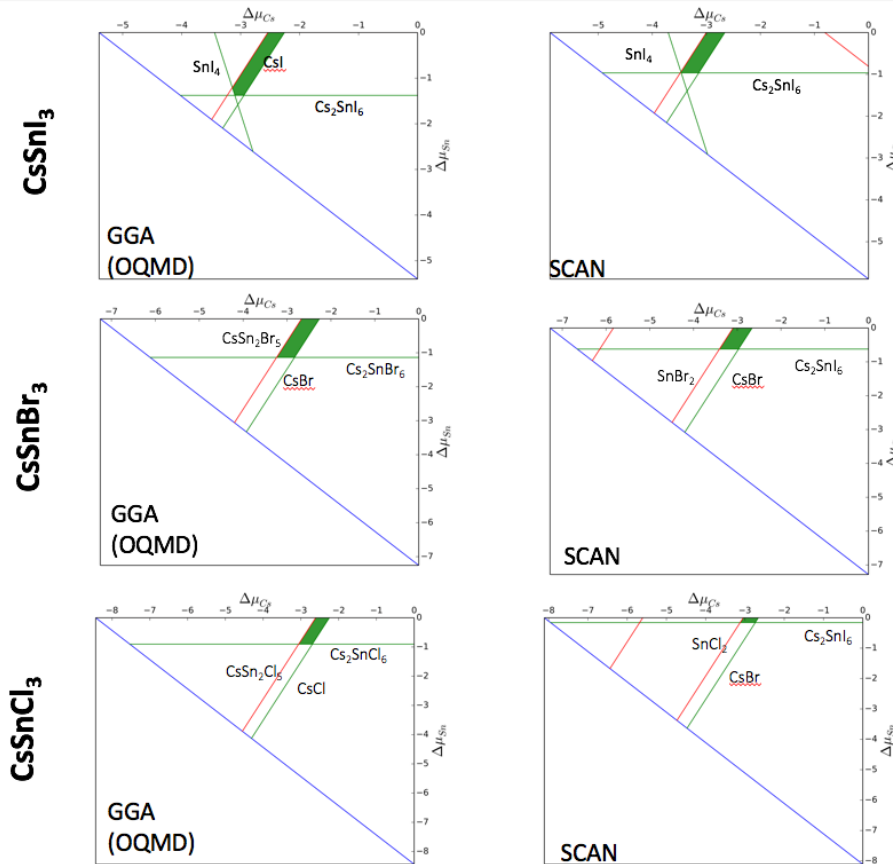 Δμ_Cs
−5 −4 −3 −2 −1 0
SnI₄
CsI
Cs₂SnI₆
−1
−2
−3
−4
−5
Δμ_Sn
GGA
(OQMD)
CsSnI₃
Δμ_Cs
−5 −4 −3 −2 −1 0
SnI₄
Cs₂SnI₆
−1
−2
−3
−4
−5
Δμ_Sn
SCAN
Δμ_Cs
−7 −6 −5 −4 −3 −2 −1 0
CsSn₂Br₅
Cs₂SnBr₆
CsBr
−1
−2
−3
−4
−5
−6
−7
Δμ_Sn
GGA
(OQMD)
CsSnBr₃
Δμ_Cs
−7 −6 −5 −4 −3 −2 −1 0
SnBr₂
CsBr
Cs₂SnI₆
−1
−2
−3
−4
−5
−6
−7
Δμ
SCAN
Δμ_Cs
−8 −7 −6 −5 −4 −3 −2 −1 0
CsSn₂Cl₅
Cs₂SnCl₆
CsCl
−1
−2
−3
−4
−5
−6
−7
−8
Δμ_Sn
GGA
(OQMD)
CsSnCl₃
Δμ_Cs
−8 −7 −6 −5 −4 −3 −2 −1 0
SnCl₂
Cs₂SnI₆
CsBr
−1
−2
−3
−4
−5
−6
−7
−8
Δμ_Sn
SCAN